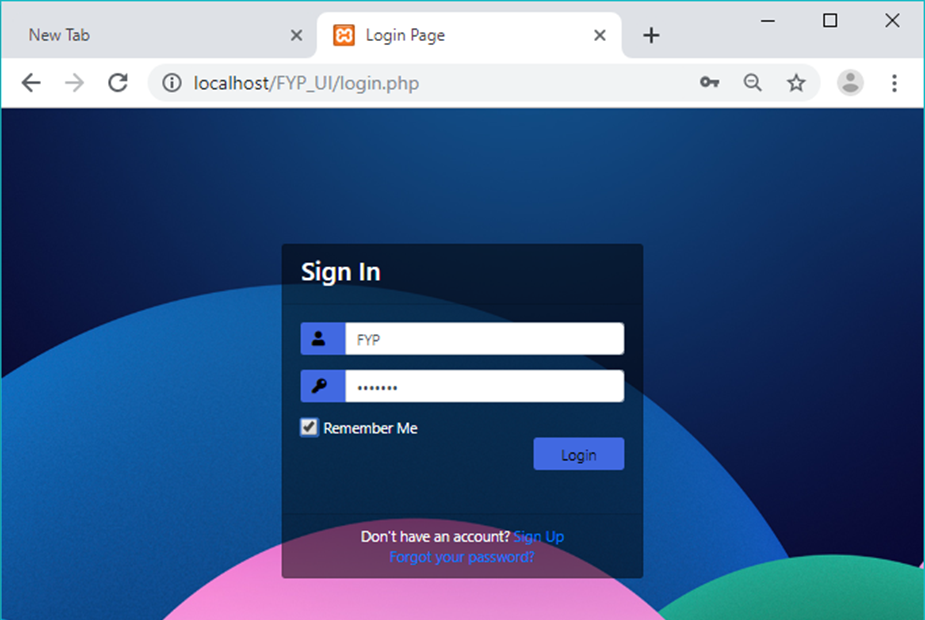 New Tab
Login Page
localhost/FYP_UI/login.php
Sign In
FYP
•••••••
Remember Me
Login
Don't have an account? Sign Up
Forgot your password?